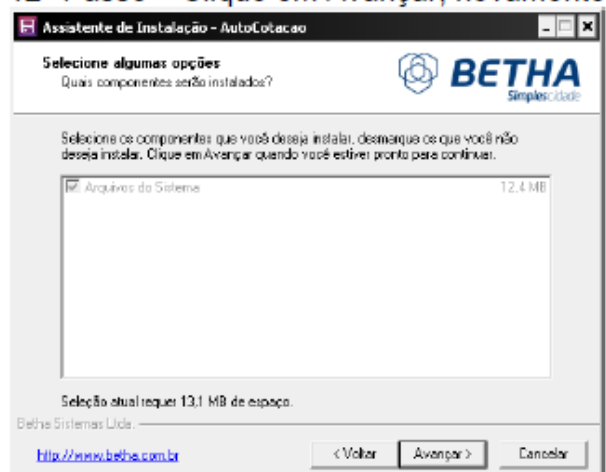 Assistente de Instalação - AutoCotacao
Selecione algumas opções
Quais componentes serão instalados?
BETHA
Simplescidade
Selecione os componentes que você deseja instalar, desmarque os que você não
deseja instalar. Clique em Avançar quando você estiver pronto para continuar.
Arquivos do Sistema 12,4 MB
Seleção atual requer 13,1 MB de espaço.
Betha Sistemas Ltda.
http://www.betha.com.br < Voltar Avançar > Cancelar